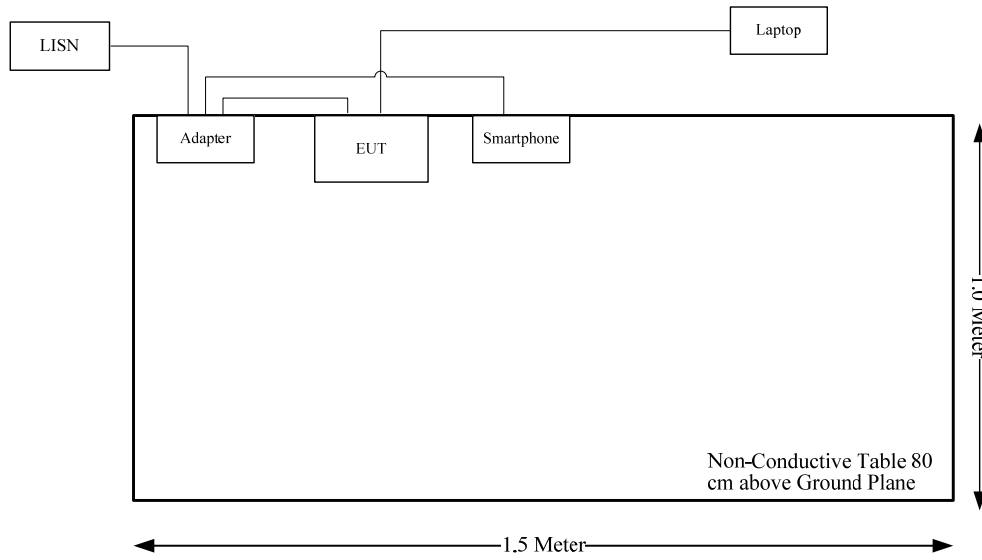 LISN
Laptop
Adapter
EUT
Smartphone
1.0 Meter
Non-Conductive Table 80
cm above Ground Plane
1.5 Meter